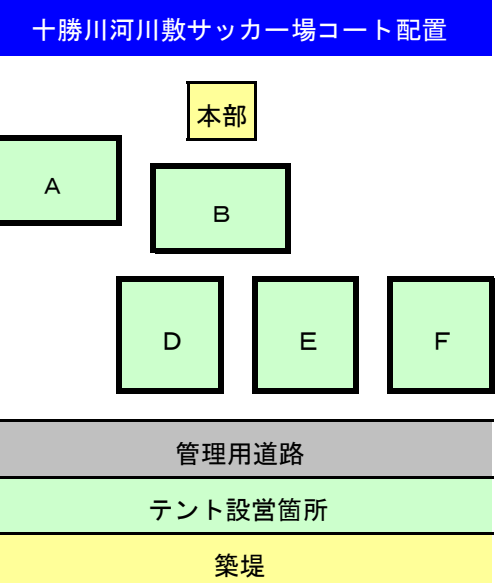 十勝川河川敷サッカー場コート配置
本部
A
B
D
E
F
管理用道路
テント設営箇所
築堤